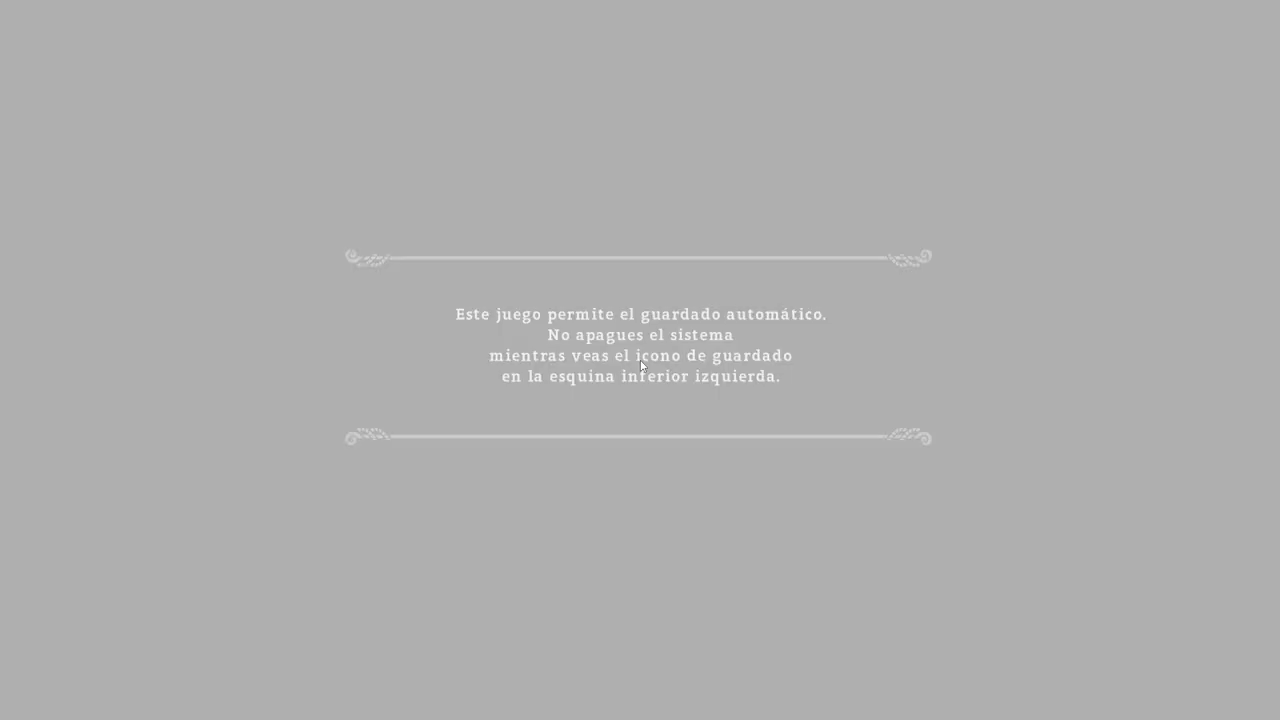 Este juego permite el guardado automático.
No apagues el sistema
mientras veas el icono de guardado
en la esquina inferior izquierda.